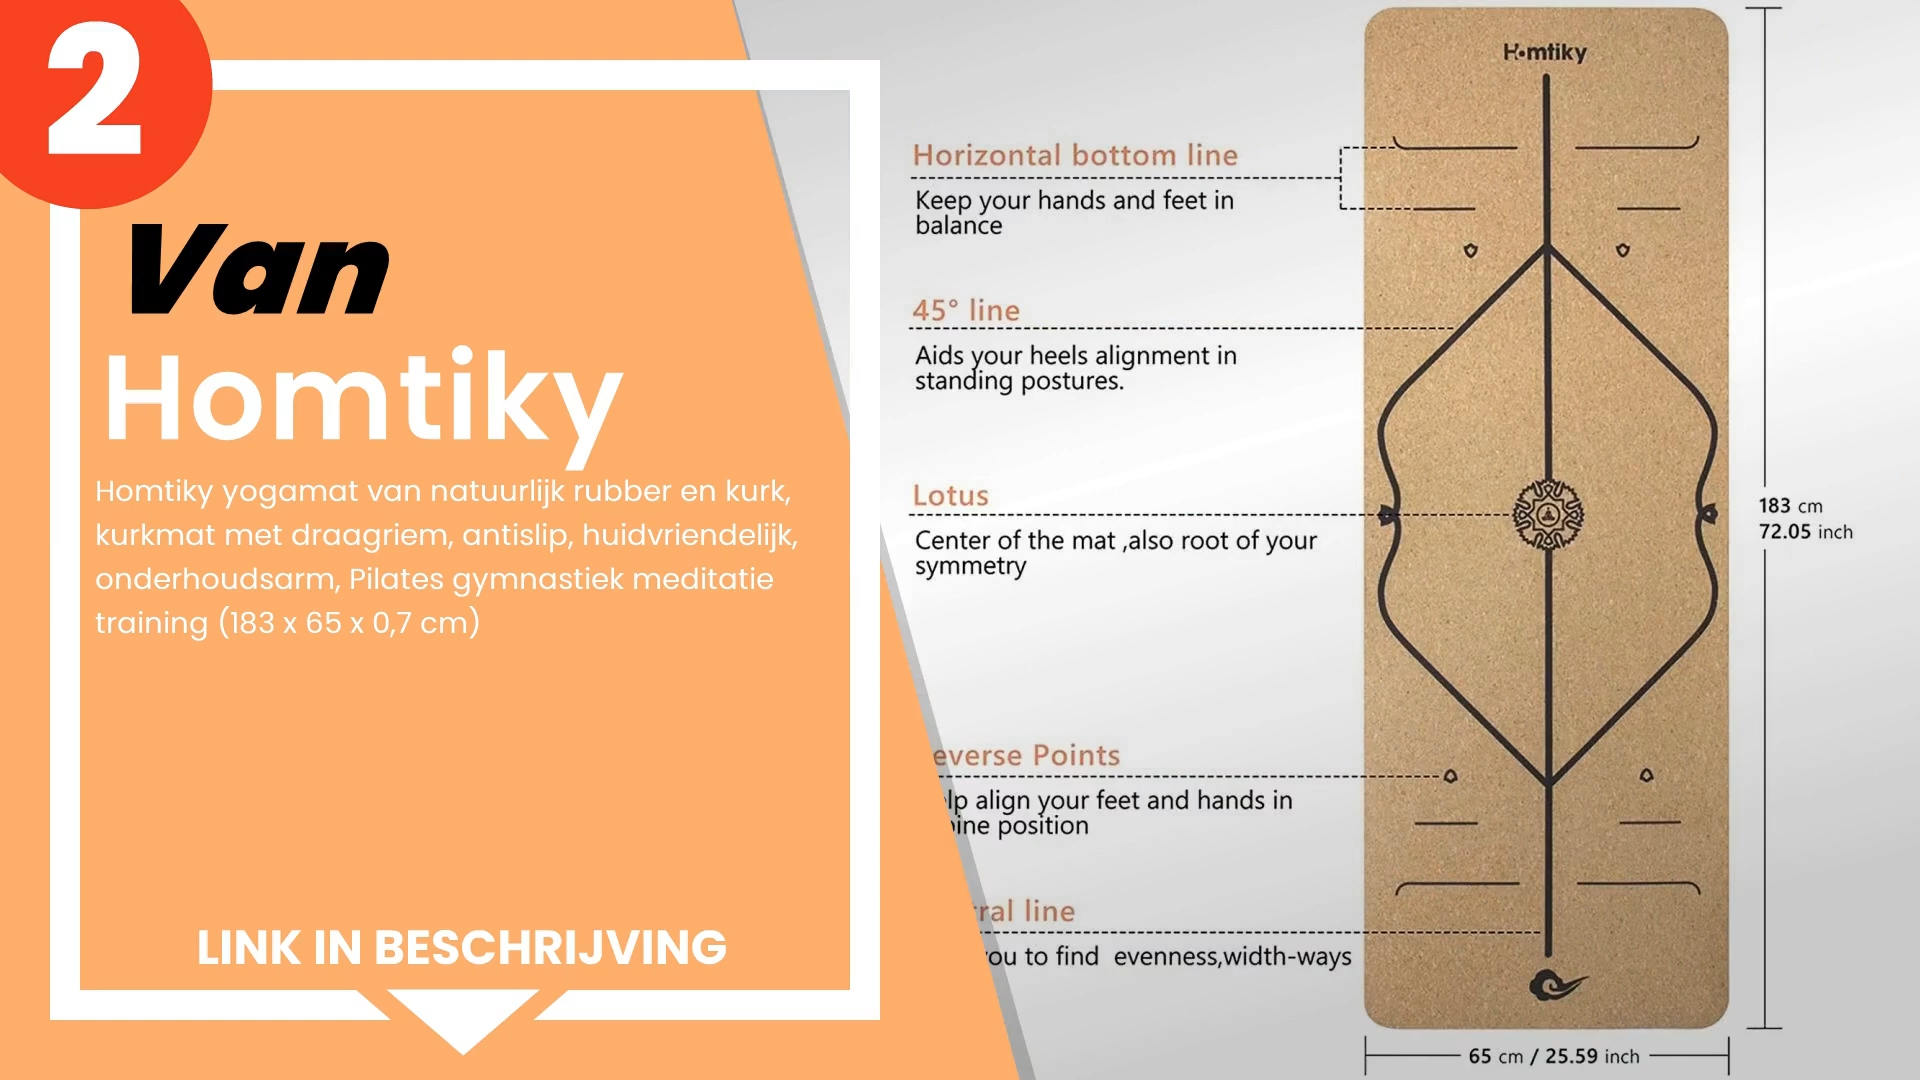 2
Van
Homtiky
Homtiky yogamat van natuurlijk rubber en kurk,
kurkmat met draagriem, antislip, huidvriendelijk,
onderhoudsarm, Pilates gymnastiek meditatie
training (183 x 65 x 0,7 cm)
LINK IN BESCHRIJVING
Homtiky
Horizontal bottom line
Keep your hands and feet in
balance
45° line
Aids your heels alignment in
standing postures.
Lotus
Center of the mat ,also root of your
symmetry
183 cm
72.05 inch
everse Points
lp align your feet and hands in
ine position
ral line
ou to find evenness,width-ways
65 cm / 25.59 inch